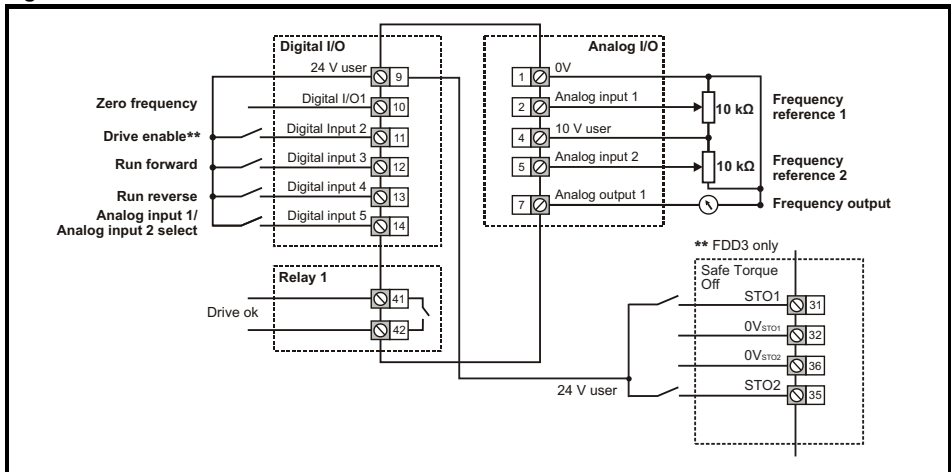 Digital I/O
24 V user
9
Zero frequency
Digital I/O1
10
Drive enable**
Digital Input 2
11
Run forward
Digital input 3
12
Run reverse
Digital input 4
13
Analog input 1/
Analog input 2 select
Digital input 5
14
Relay 1
Drive ok
41
42
Analog I/O
1
0V
2
Analog input 1
10 kΩ
Frequency
reference 1
4
10 V user
5
Analog input 2
10 kΩ
Frequency
reference 2
7
Analog output 1
Frequency output
** FDD3 only
Safe Torque
Off
STO1
31
0VSTO1
32
0VSTO2
36
STO2
35
24 V user